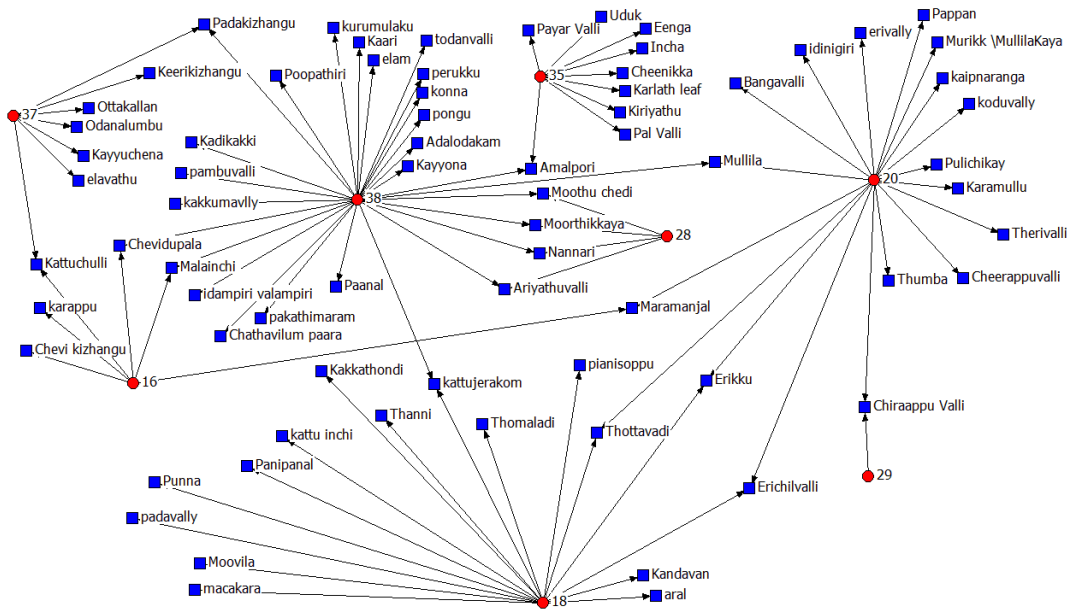 Pappan
Uduk
Padakizhangu
kurumulaku
Payar Valli
Eenga
erivally
Kaari
todanvalli
Incha
idinigiri
Murikk \MullilaKaya
elam
Keerikizhangu
Poopathiri
perukku
35
Cheenikka
Bangavalli
kaipnaranga
konna
Karlath leaf
koduvally
Ottakallan
37
pongu
Kiriyathu
Odanalumbu
Pal Valli
Kadikakki
Adalodakam
Kayyuchena
Kayyona
Amalpori
Mullila
Pulichikay
pambuvalli
elavathu
20
Karamullu
Moothu chedi
kakkumavlly
38
Moorthikkaya
28
Therivalli
Chevidupala
Nannari
Kattuchulli
Malainchi
Thumba
Cheerappuvalli
Paanal
Ariyathuvalli
idampiri valampiri
karappu
Maramanjal
pakathimaram
Chathavilum paara
Chevi kizhangu
pianisoppu
Kakkathondi
16
kattujerakom
Erikku
Chiraappu Valli
Thanni
Thomaladi
Thottavadi
kattu inchi
Panipanal
29
Punna
Erichilvalli
padavally
Moovila
Kandavan
macakara
aral
18